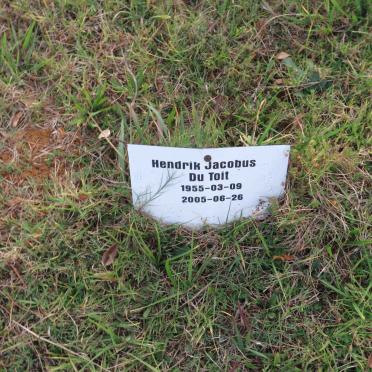 Hendrik Jacobus
Du Toit
1955-03-09
2005-06-26